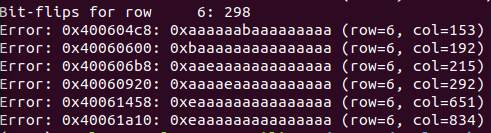 Bit-flips for row     6: 298
Error: 0x400604c8: 0xaaaaaabaaaaaaaaa (row=6, col=153)
Error: 0x40060600: 0xbaaaaaaaaaaaaaaa (row=6, col=192)
Error: 0x400606b8: 0xaaeaaaaaaaaaaaaa (row=6, col=215)
Error: 0x40060920: 0xaaaaeaaaaaaaaaaa (row=6, col=292)
Error: 0x40061458: 0xeaaaaaaaaaaaaaaa (row=6, col=651)
Error: 0x40061a10: 0xeaaaaaaaaaaaaaaa (row=6, col=834)